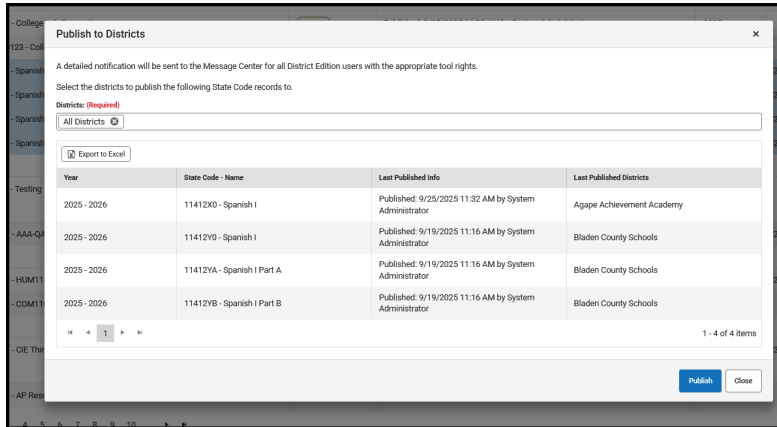 - College
Publish to Districts
×
123 - Coll
A detailed notification will be sent to the Message Center for all District Edition users with the appropriate tool rights.
- Spanish
Select the districts to publish the following State Code records to.
- Spanish
Districts: (Required)
- Spanish
All Districts
- Spanish
Export to Excel
Year State Code - Name Last Published Info Last Published Districts
- Testing
2025 - 2026 11412X0 - Spanish I Published: 9/25/2025 11:32 AM by System Administrator Agape Achievement Academy
- AAA-QA
2025 - 2026 11412Y0 - Spanish I Published: 9/19/2025 11:16 AM by System Administrator Bladen County Schools
- HUM11
2025 - 2026 11412YA - Spanish I Part A Published: 9/19/2025 11:16 AM by System Administrator Bladen County Schools
- COM11
2025 - 2026 11412YB - Spanish I Part B Published: 9/19/2025 11:16 AM by System Administrator Bladen County Schools
1
1 - 4 of 4 items
- CIE Thin
Publish
Close
- AP Rese
4 5 6 7 8 9 10